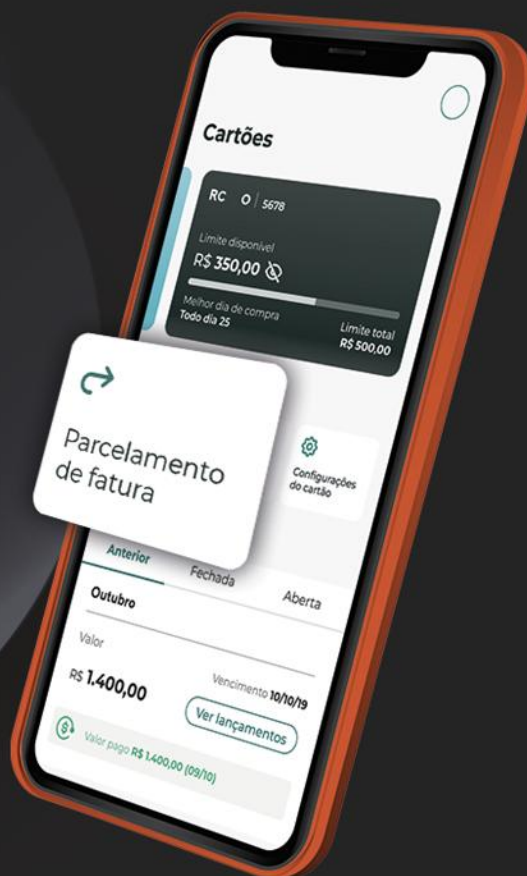 Cartões
RC O | 5678
Limite disponível
R$ 350,00
Melhor dia de compra
Todo dia 25
Limite total
R$ 500,00
Parcelamento
de fatura
Configurações
do cartão
Anterior
Fechada
Aberta
Outubro
Valor
R$ 1.400,00
Vencimento 10/10/19
Ver lançamentos
Valor pago R$ 1.400,00 (09/10)